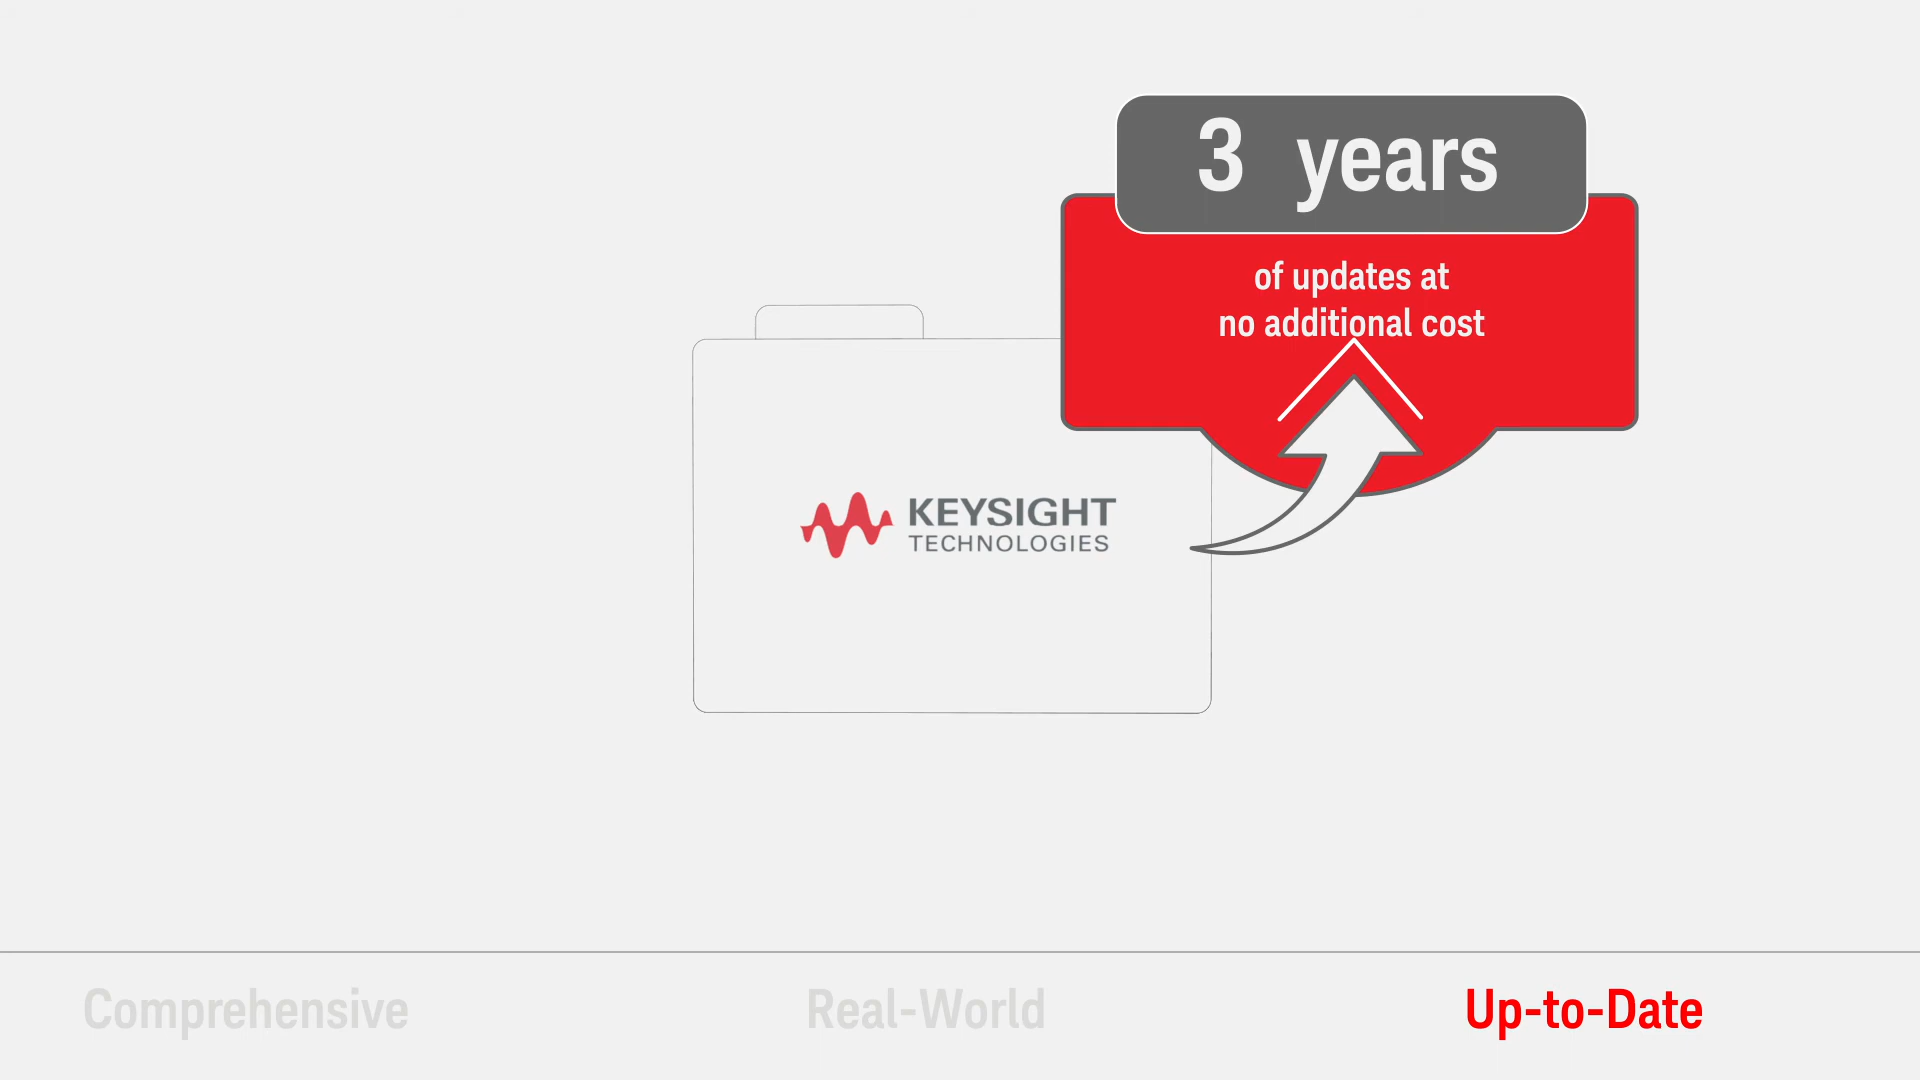 3 years
of updates at
no additional cost
KEYSIGHT
TECHNOLOGIES
Comprehensive
Real-World
Up-to-Date